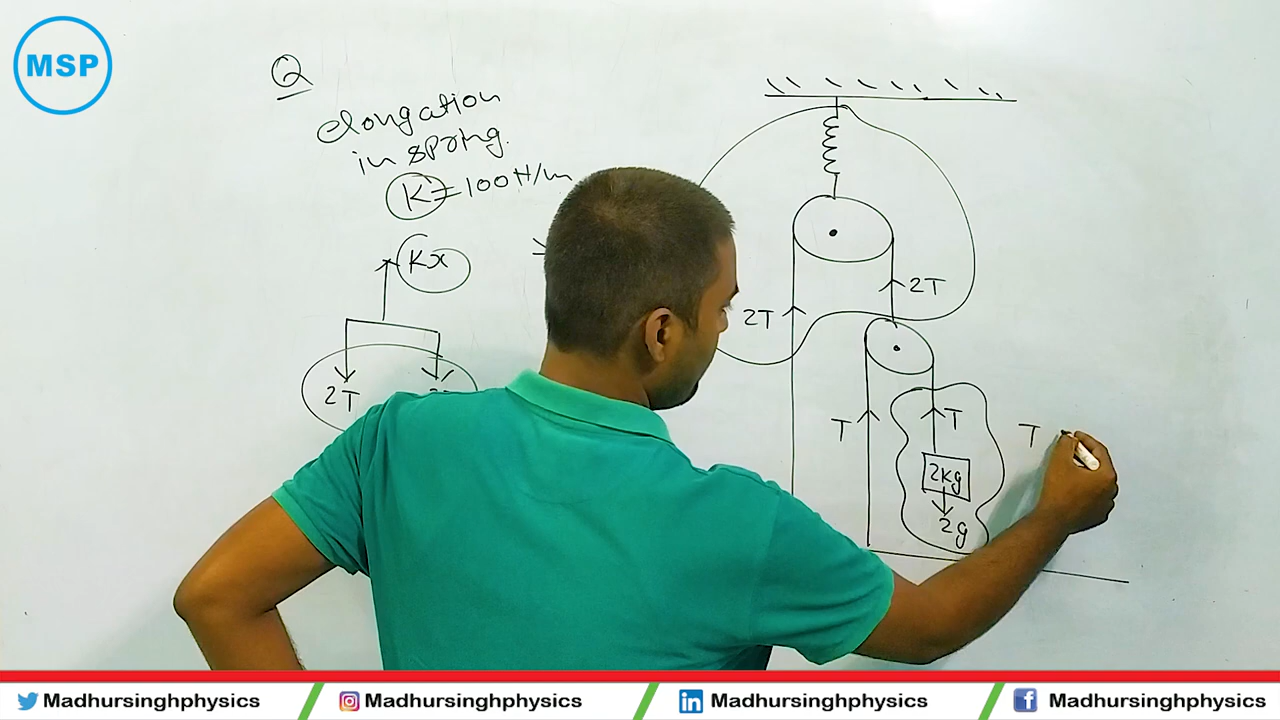 MSP
Q
elongation
in spring.
K = 100 N/m
Kx
2T
2T
2T
T
T
2kg
2g
T
Madhursinghphysics
Madhursinghphysics
Madhursinghphysics
Madhursinghphysics